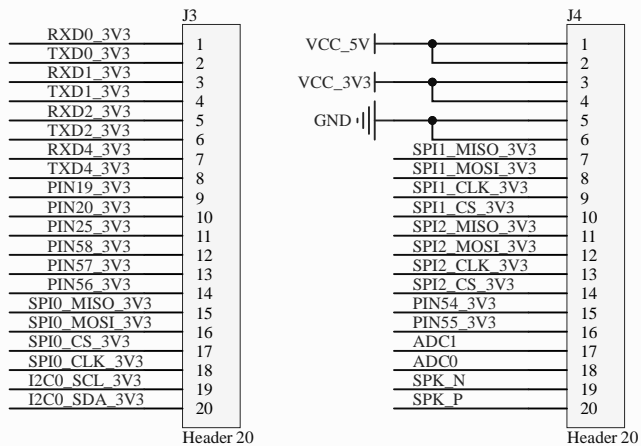 J3
RXD0_3V3 1
TXD0_3V3 2
RXD1_3V3 3
TXD1_3V3 4
RXD2_3V3 5
TXD2_3V3 6
RXD4_3V3 7
TXD4_3V3 8
PIN19_3V3 9
PIN20_3V3 10
PIN25_3V3 11
PIN58_3V3 12
PIN57_3V3 13
PIN56_3V3 14
SPI0_MISO_3V3 15
SPI0_MOSI_3V3 16
SPI0_CS_3V3 17
SPI0_CLK_3V3 18
I2C0_SCL_3V3 19
I2C0_SDA_3V3 20
Header 20
J4
VCC_5V 1
2
VCC_3V3 3
4
GND 5
6
SPI1_MISO_3V3 7
SPI1_MOSI_3V3 8
SPI1_CLK_3V3 9
SPI1_CS_3V3 10
SPI2_MISO_3V3 11
SPI2_MOSI_3V3 12
SPI2_CLK_3V3 13
SPI2_CS_3V3 14
PIN54_3V3 15
PIN55_3V3 16
ADC1 17
ADC0 18
SPK_N 19
SPK_P 20
Header 20